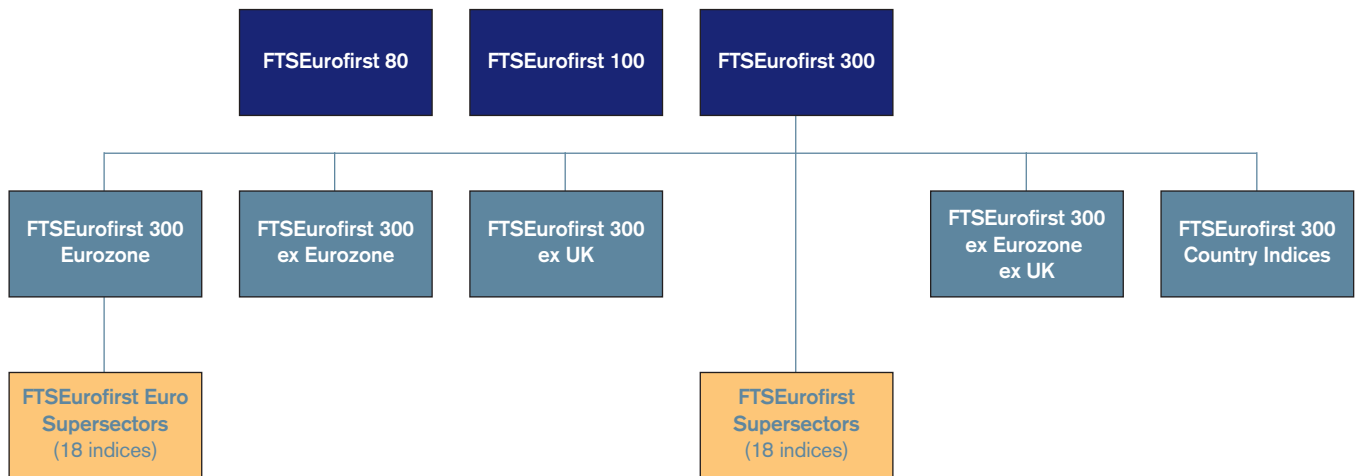 FTSEurofirst 80
FTSEurofirst 100
FTSEurofirst 300
FTSEurofirst 300
Eurozone
FTSEurofirst 300
ex Eurozone
FTSEurofirst 300
ex UK
FTSEurofirst 300
ex Eurozone
ex UK
FTSEurofirst 300
Country Indices
FTSEurofirst Euro
Supersectors
(18 indices)
FTSEurofirst
Supersectors
(18 indices)